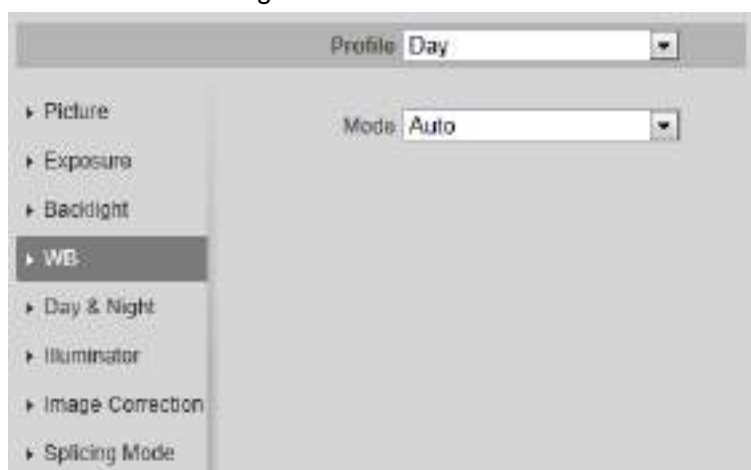 Profile Day
Mode Auto
Picture
Exposure
Backlight
WB
Day & Night
Illuminator
Image Correction
Splicing Mode